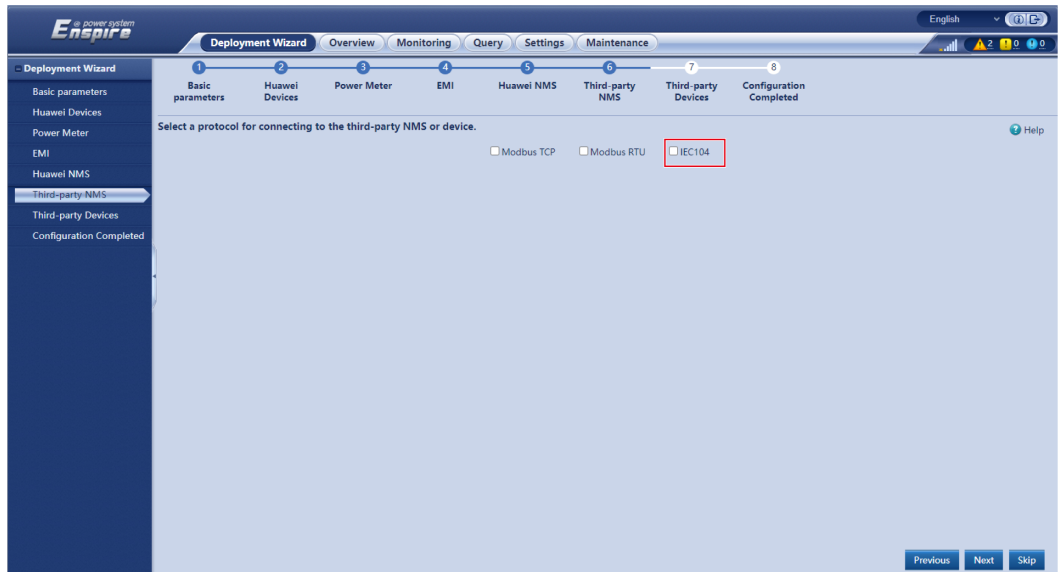 e power system
Enspire
English
Deployment Wizard Overview Monitoring Query Settings Maintenance
2 0 0
Deployment Wizard
Basic parameters
Huawei Devices
Power Meter
EMI
Huawei NMS
Third-party NMS
Third-party Devices
Configuration Completed
1 2 3 4 5 6 7 8
Basic parameters
Huawei Devices
Power Meter
EMI
Huawei NMS
Third-party NMS
Third-party Devices
Configuration Completed
Select a protocol for connecting to the third-party NMS or device.
Help
Modbus TCP Modbus RTU IEC104
Previous Next Skip